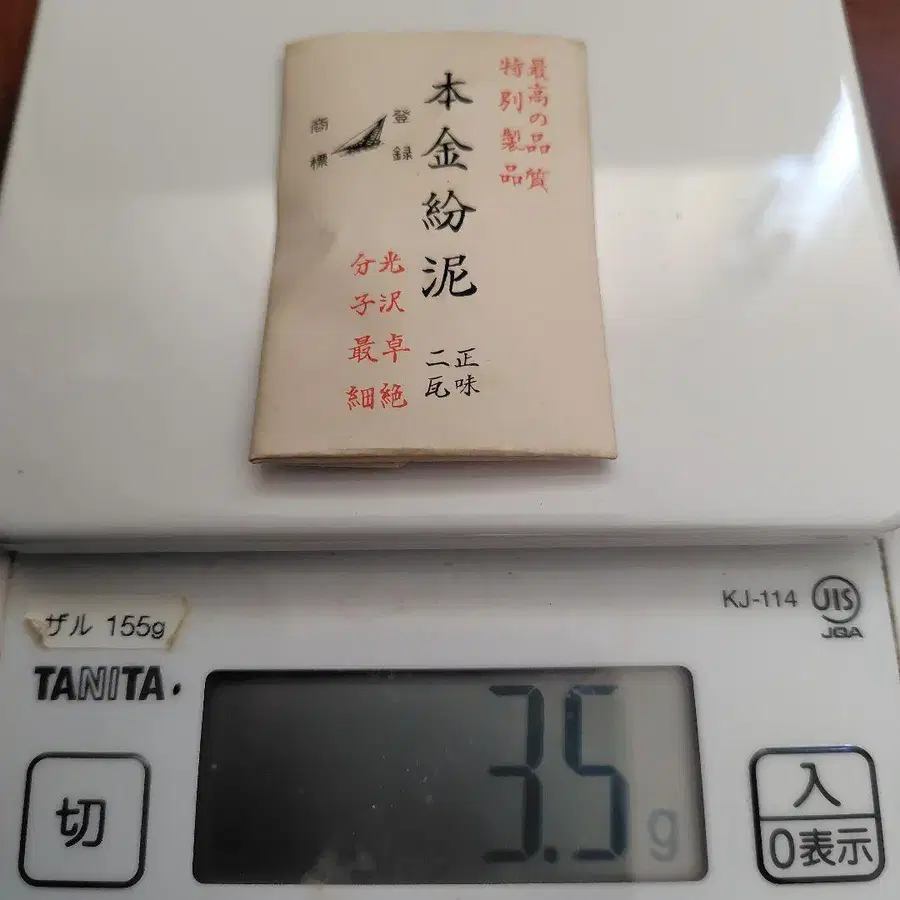 最高の品質
特別製品
本金紛泥
正味
二瓦
登録
商標
光沢卓絶
分子最細
ザル 155g
KJ-114
JIS
JQA
TANITA
3.5g
切
入
0表示